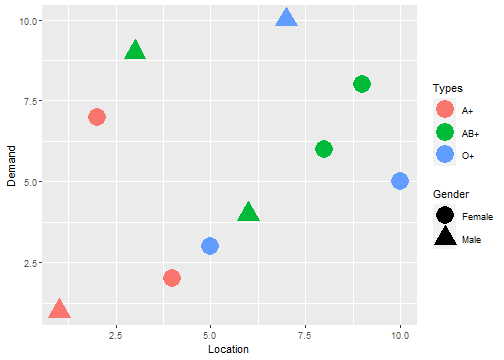 10.0
7.5
5.0
2.5
Demand
2.5
5.0
7.5
10.0
Location
Types
A+
AB+
O+
Gender
Female
Male